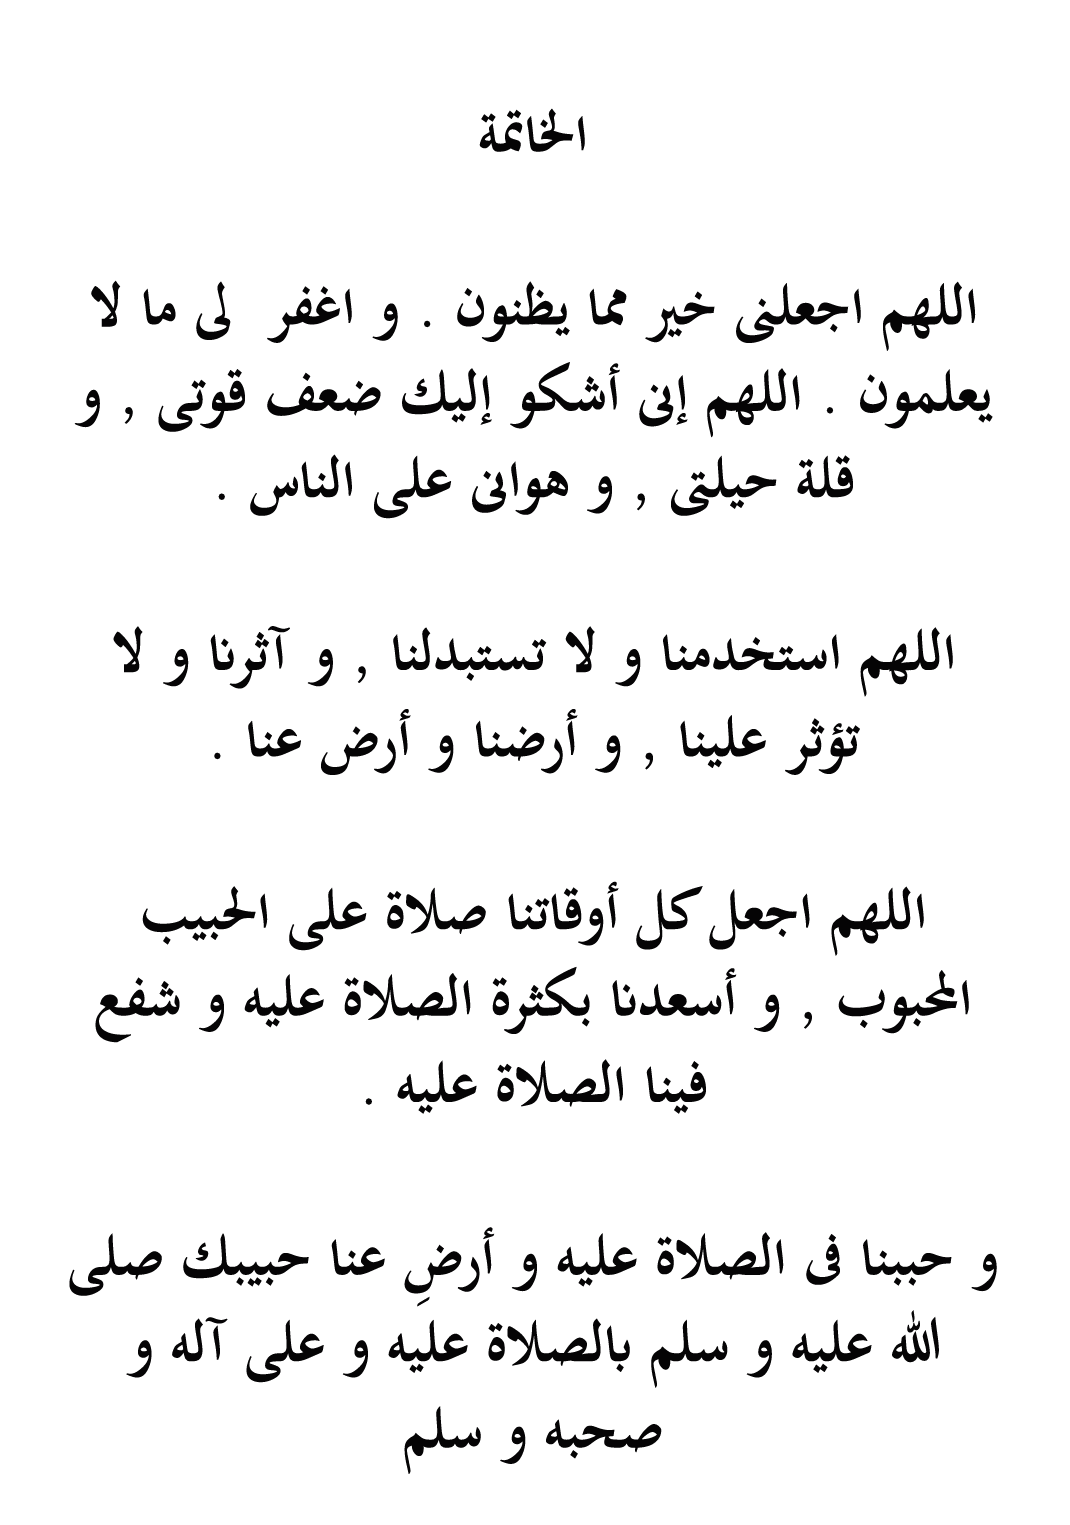 الخاتمة
اللهم اجعلنى خير مما يظنون . و اغفر لى ما لا
يعلمون . اللهم إنى أشكو إليك ضعف قوتى , و
قلة حيلتى , و هوانى على الناس .
اللهم استخدمنا و لا تستبدلنا , و آثرنا و لا
تؤثر علينا , و أرضنا و أرض عنا .
اللهم اجعل كل أوقاتنا صلاة على الحبيب
المحبوب , و أسعدنا بكثرة الصلاة عليه و شفع
فينا الصلاة عليه .
و حببنا فى الصلاة عليه و أرضِ عنا حبيبك صلى
الله عليه و سلم بالصلاة عليه و على آله و
صحبه و سلم